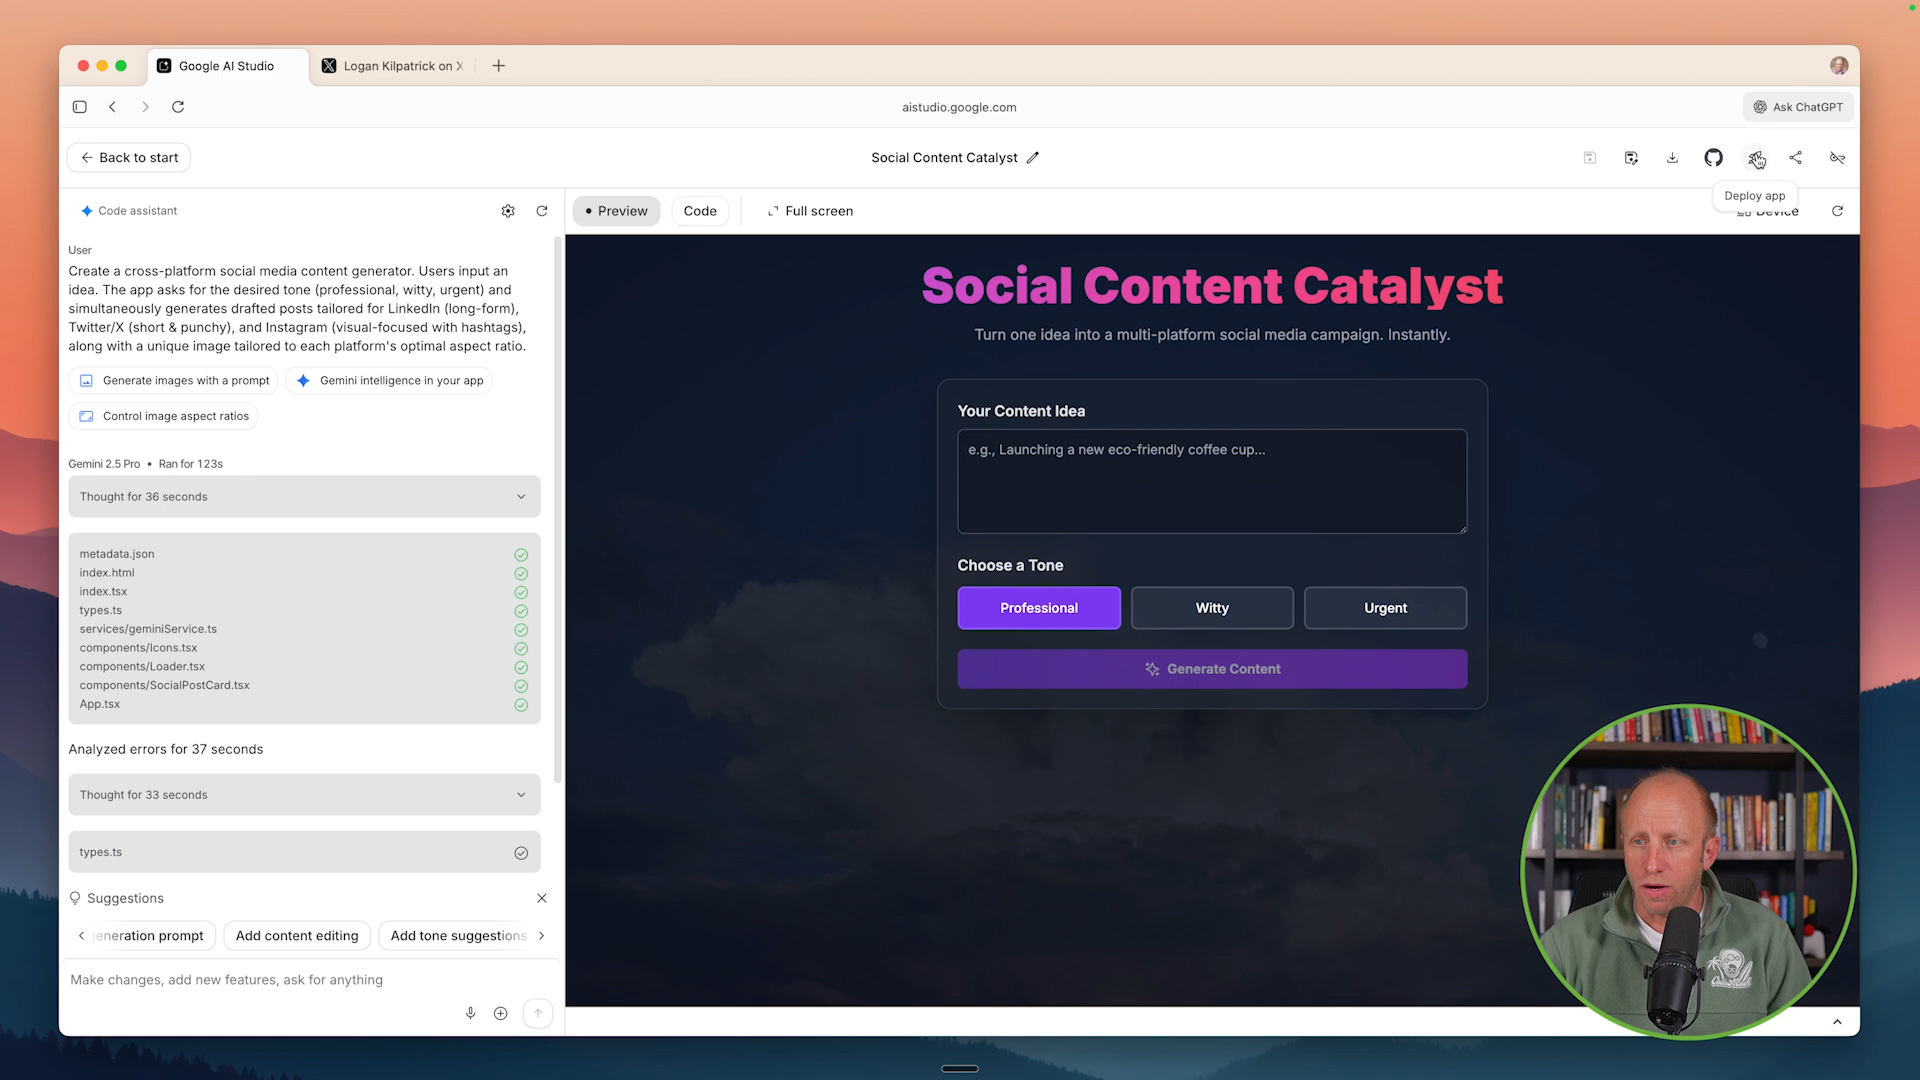 Google AI Studio
Logan Kilpatrick on X
aistudio.google.com
Ask ChatGPT
Back to start
Social Content Catalyst
Deploy app
Code assistant
Preview
Code
Full screen
Device
User
Create a cross-platform social media content generator. Users input an
idea. The app asks for the desired tone (professional, witty, urgent) and
simultaneously generates drafted posts tailored for LinkedIn (long-form),
Twitter/X (short & punchy), and Instagram (visual-focused with hashtags),
along with a unique image tailored to each platform's optimal aspect ratio.
Generate images with a prompt
Gemini intelligence in your app
Control image aspect ratios
Gemini 2.5 Pro • Ran for 123s
Thought for 36 seconds
metadata.json
index.html
index.tsx
types.ts
services/geminiService.ts
components/Icons.tsx
components/Loader.tsx
components/SocialPostCard.tsx
App.tsx
Analyzed errors for 37 seconds
Thought for 33 seconds
types.ts
Suggestions
eneration prompt
Add content editing
Add tone suggestions
Make changes, add new features, ask for anything
Social Content Catalyst
Turn one idea into a multi-platform social media campaign. Instantly.
Your Content Idea
e.g., Launching a new eco-friendly coffee cup...
Choose a Tone
Professional
Witty
Urgent
Generate Content